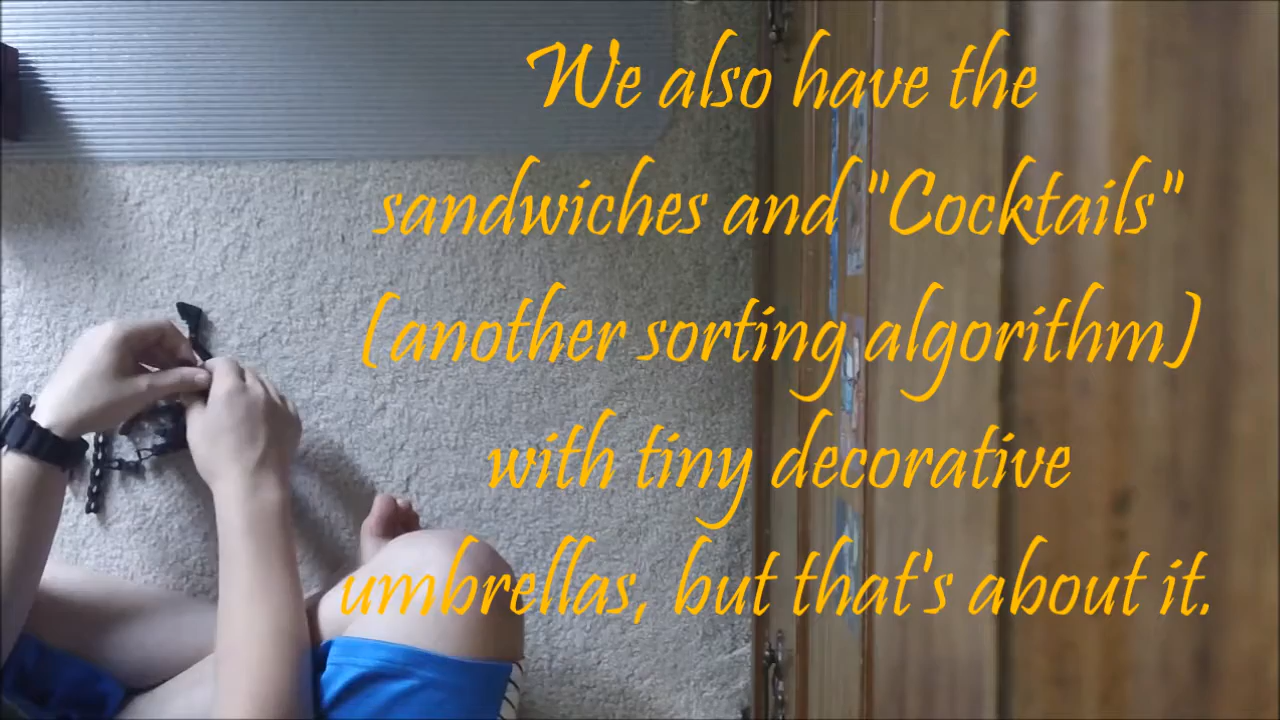 We also have the
sandwiches and "Cocktails"
(another sorting algorithm)
with tiny decorative
umbrellas, but that's about it.